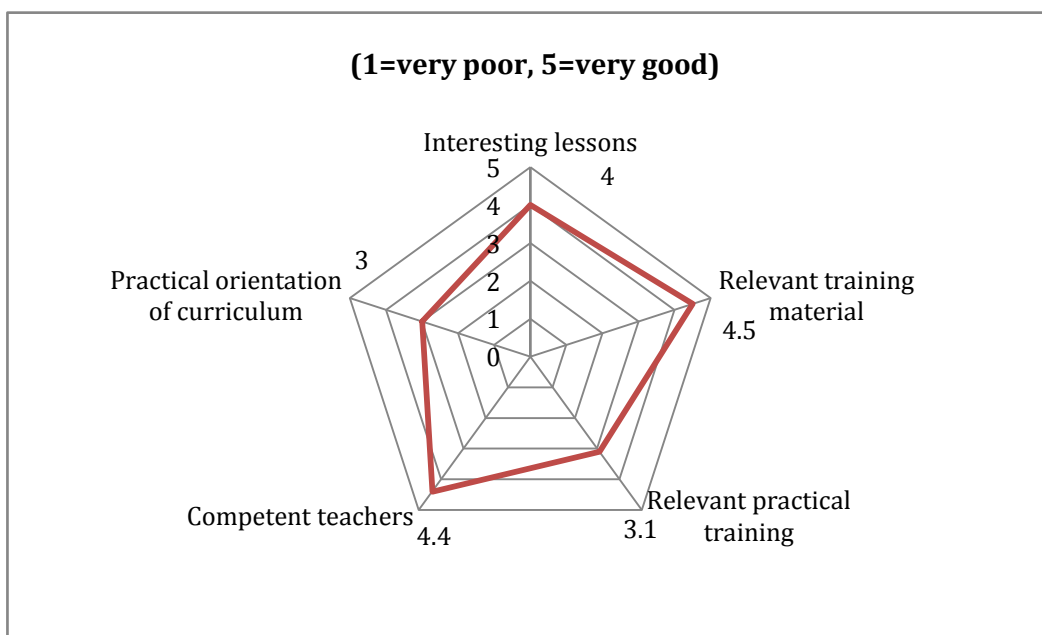 (1=very poor, 5=very good)
Interesting lessons
5
4
4
3
3
2
1
0
Practical orientation
of curriculum
Relevant training
material
4.5
Competent teachers
4.4
Relevant practical
training
3.1